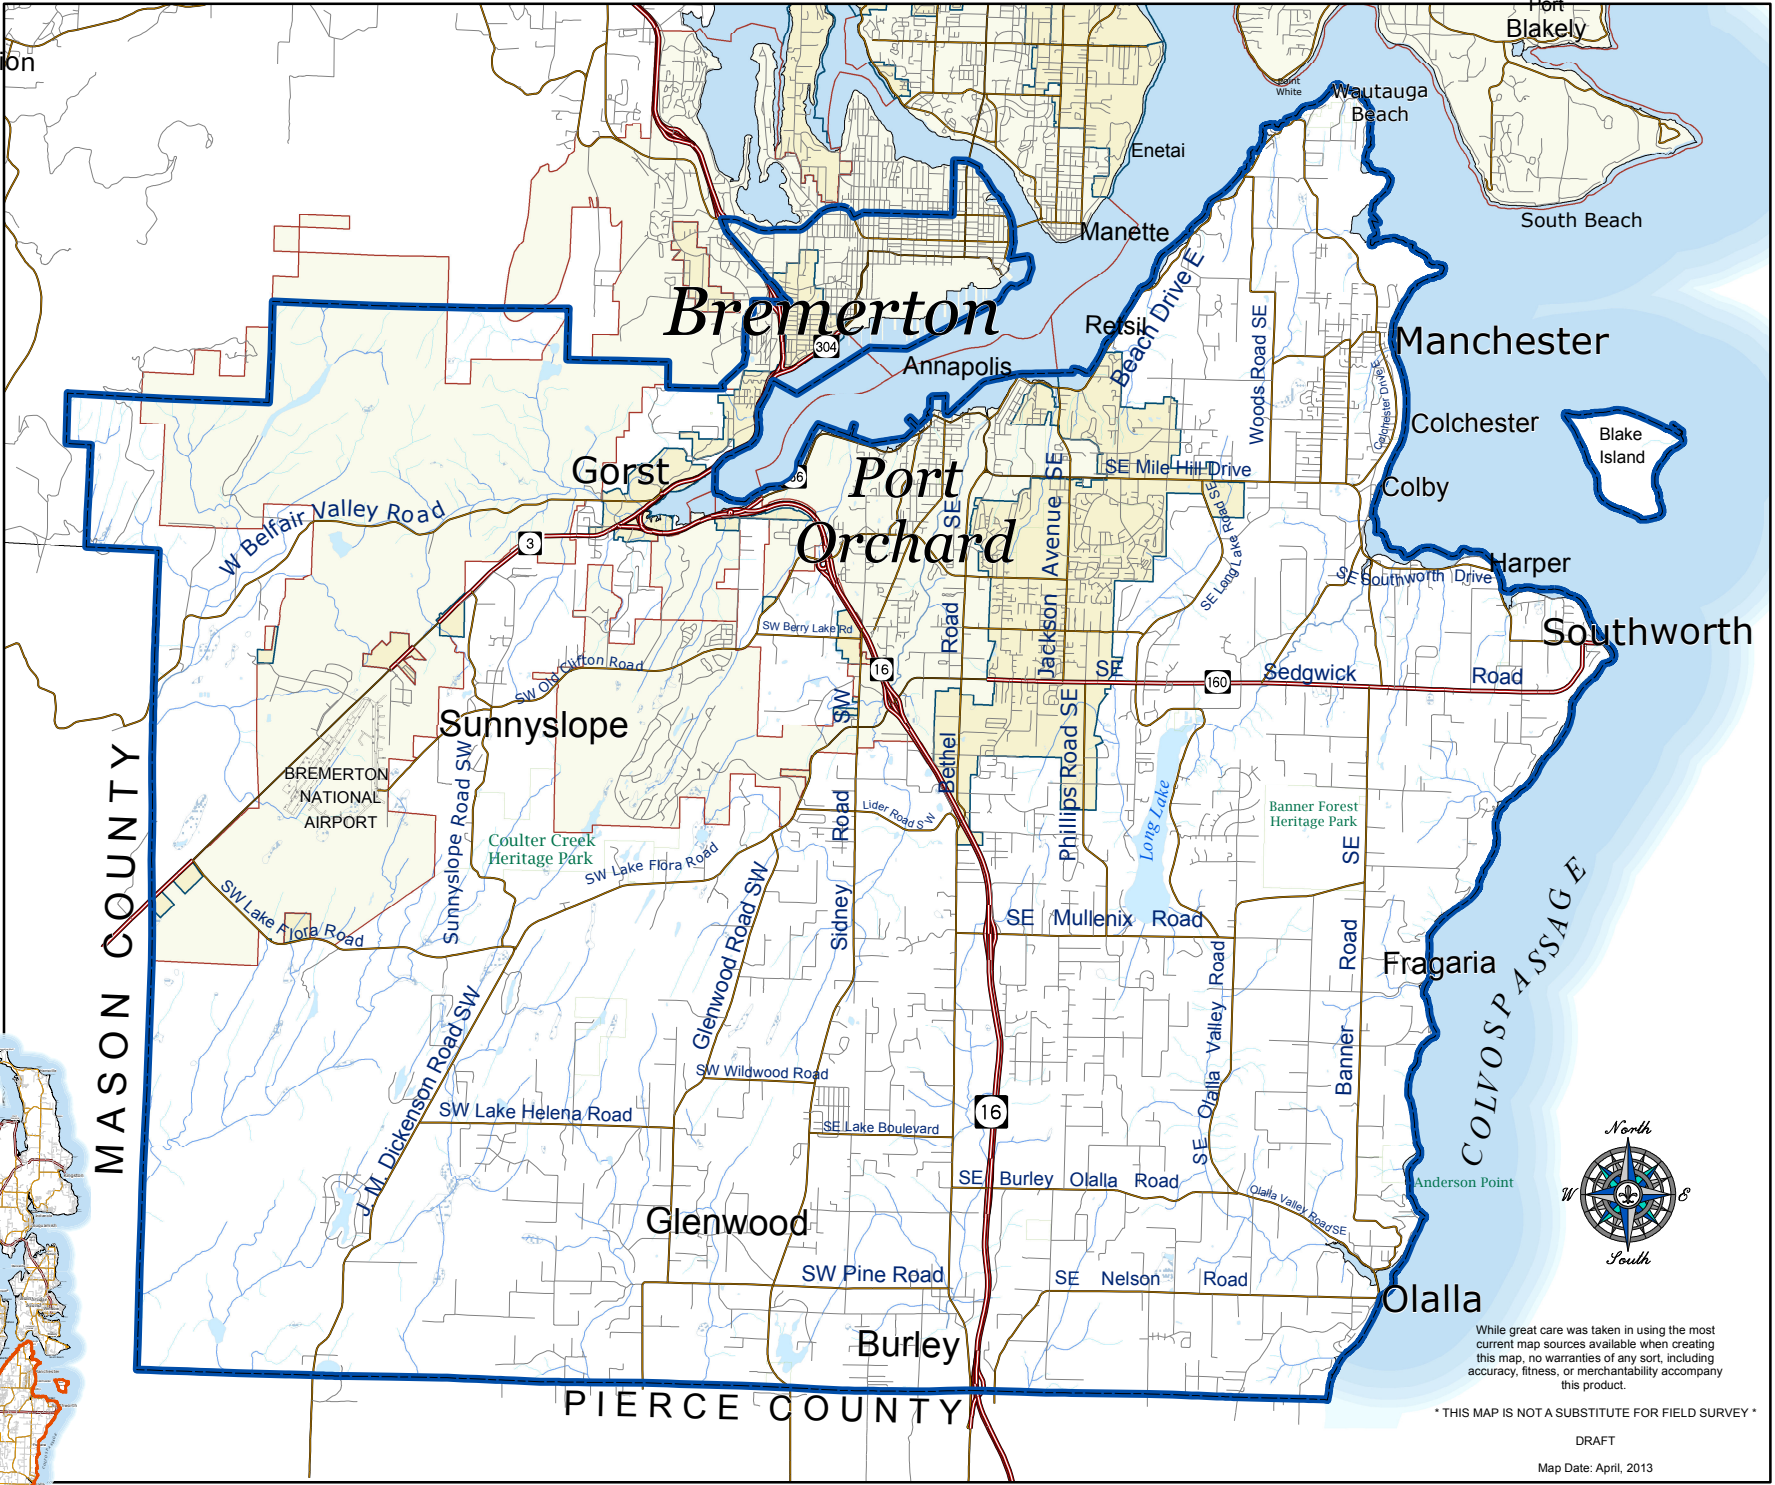 Port
Blakely
ion
Point
White
Wautauga
Beach
Enetai
South Beach
Manette
Bremerton
304
Retsil
Beach Drive E
Annapolis
Woods Road SE
Manchester
Colchester Drive E
Colchester
Blake
Island
Gorst
Port
Orchard
SE Mile Hill Drive
Colby
W Belfair Valley Road
3
16
SE Long Lake Road SE
Harper
SE Southworth Drive
Southworth
SW Berry Lake Rd
Bethel Road SE
Jackson Avenue SE
SW Old Clifton Road
160
SE Sedgwick Road
Sunnyslope
BREMERTON
NATIONAL
AIRPORT
Sunnyslope Road SW
Coulter Creek
Heritage Park
SW Lake Flora Road
SW Lake Flora Road
Lider Road SW
Phillips Road SE
Long Lake
Banner Forest
Heritage Park
Sidney Road SW
Glenwood Road SW
SE Mullenix Road
Banner Road SE
Fragaria
COLVOS PASSAGE
MASON COUNTY
J. M. Dickenson Road SW
SE Olalla Valley Road
SW Wildwood Road
SW Lake Helena Road
SE Lake Boulevard
16
SE Burley Olalla Road
Olalla Valley Road SE
Anderson Point
North
W
E
South
Glenwood
SW Pine Road
SE Nelson Road
Olalla
Burley
PIERCE COUNTY
While great care was taken in using the most
current map sources available when creating
this map, no warranties of any sort, including
accuracy, fitness, or merchantability accompany
this product.
* THIS MAP IS NOT A SUBSTITUTE FOR FIELD SURVEY *
DRAFT
Map Date: April, 2013